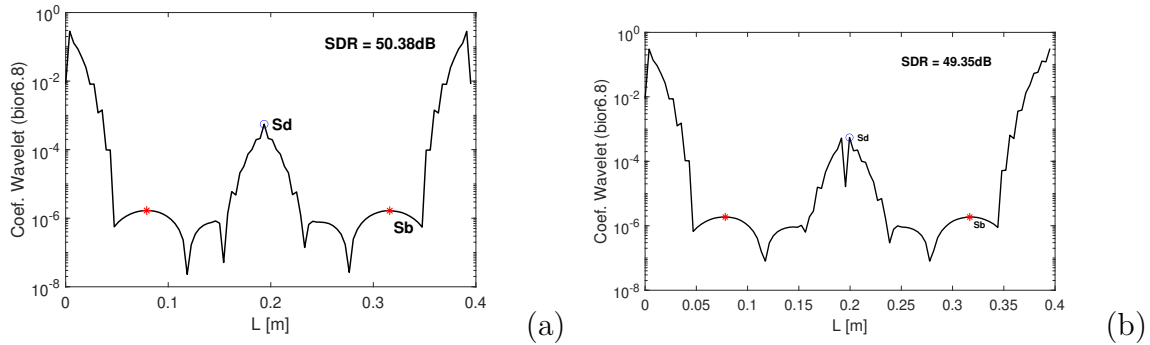 10^0
10^-2
10^-4
10^-6
10^-8
Coef. Wavelet (bior6.8)
SDR = 50.38dB
Sd
Sb
0 0.1 0.2 0.3 0.4
L [m]
(a)
10^0
10^-2
10^-4
10^-6
10^-8
Coef. Wavelet (bior6.8)
SDR = 49.35dB
Sd
Sb
0 0.05 0.1 0.15 0.2 0.25 0.3 0.35 0.4
L [m]
(b)